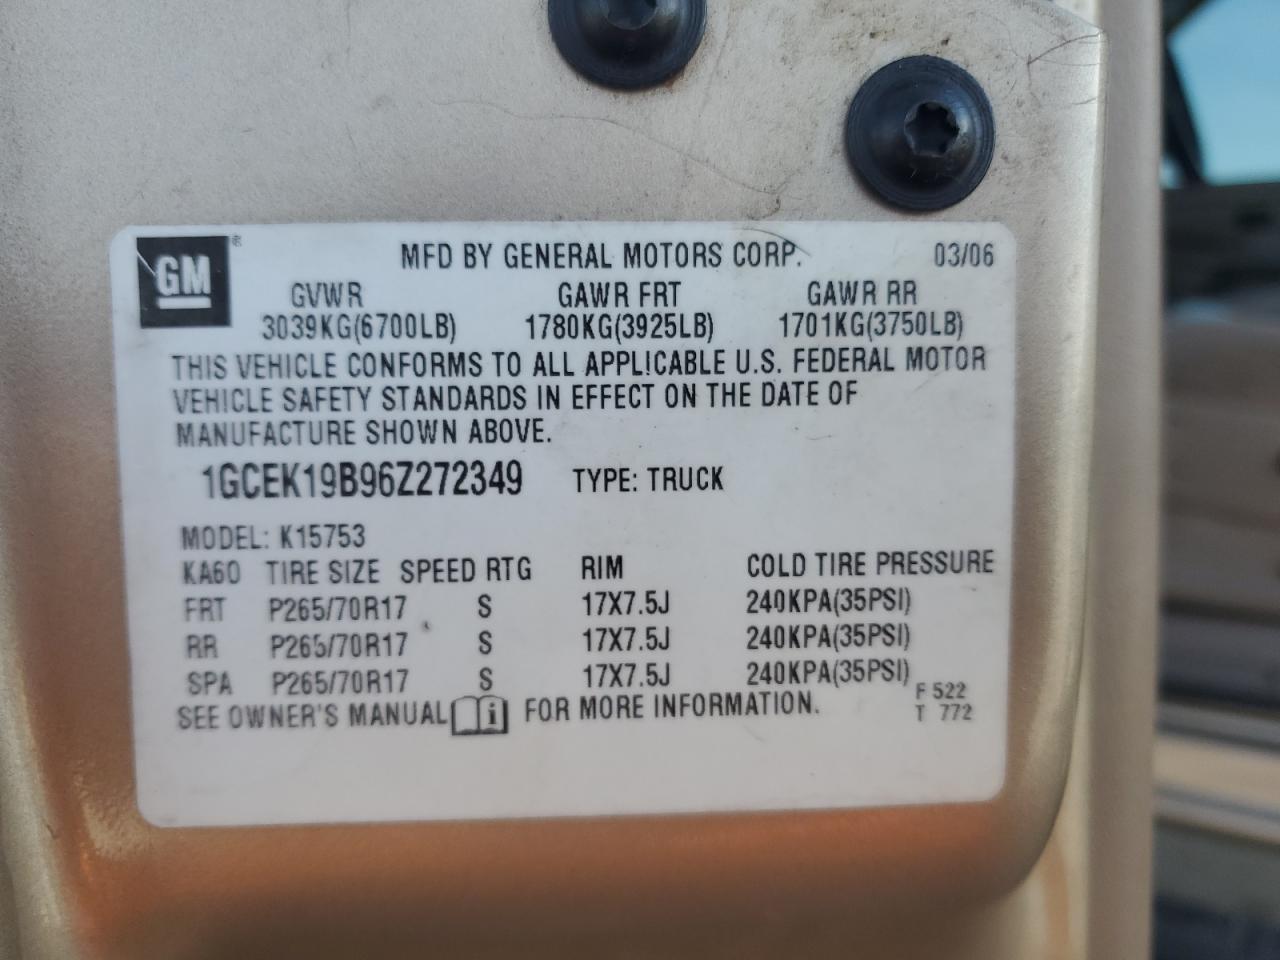 GM ® MFD BY GENERAL MOTORS CORP. 03/06
GVWR GAWR FRT GAWR RR
3039KG(6700LB) 1780KG(3925LB) 1701KG(3750LB)
THIS VEHICLE CONFORMS TO ALL APPLICABLE U.S. FEDERAL MOTOR
VEHICLE SAFETY STANDARDS IN EFFECT ON THE DATE OF
MANUFACTURE SHOWN ABOVE.
1GCEK19B96Z272349 TYPE: TRUCK
MODEL: K15753
KA60 TIRE SIZE SPEED RTG RIM COLD TIRE PRESSURE
FRT P265/70R17 S 17X7.5J 240KPA(35PSI)
RR P265/70R17 S 17X7.5J 240KPA(35PSI)
SPA P265/70R17 S 17X7.5J 240KPA(35PSI)
SEE OWNER'S MANUAL i FOR MORE INFORMATION.
F 522
T 772